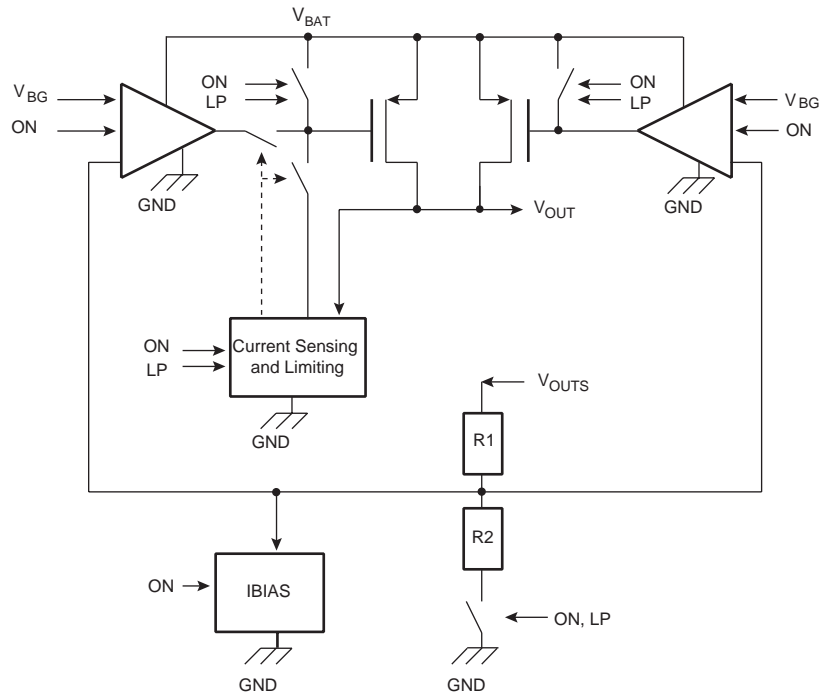 VBAT
ON
LP
ON
LP
VBG
ON
VBG
ON
GND
GND
VOUT
ON
LP
Current Sensing
and Limiting
GND
VOUTS
R1
R2
ON
IBIAS
ON, LP
GND
GND